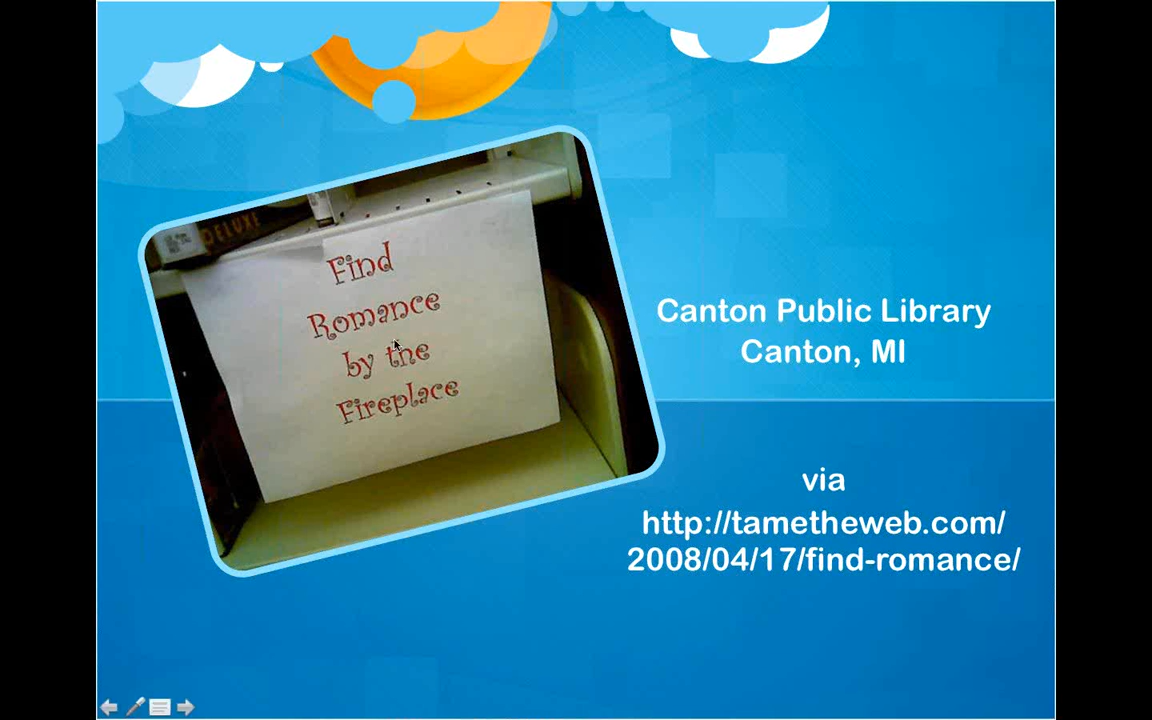 DELUXE
Find
Romance
by the
Fireplace
Canton Public Library
Canton, MI
via
http://tametheweb.com/
2008/04/17/find-romance/